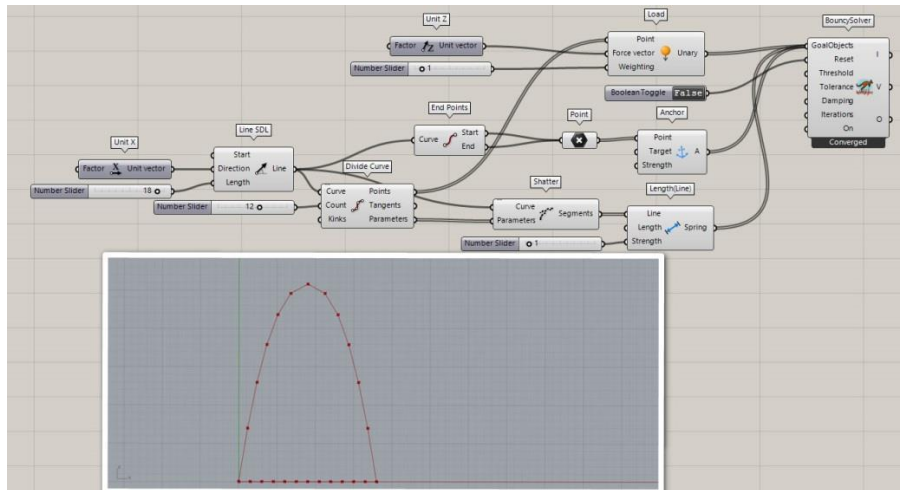 Unit Z
Factor Unit vector
Number Slider 1
Load
Point
Force vector Unary
Weighting
Boolean Toggle False
BouncySolver
GoalObjects I
Reset
Threshold
Tolerance V
Damping
Iterations O
On
Converged
End Points
Curve Start
End
Point
Anchor
Point
Target A
Strength
Unit X
Factor Unit vector
Number Slider 18
Line SDL
Start
Direction Line
Length
Number Slider 12
Divide Curve
Curve Points
Count Tangents
Kinks Parameters
Shatter
Curve Segments
Parameters
Number Slider 1
Length(Line)
Line
Length Spring
Strength